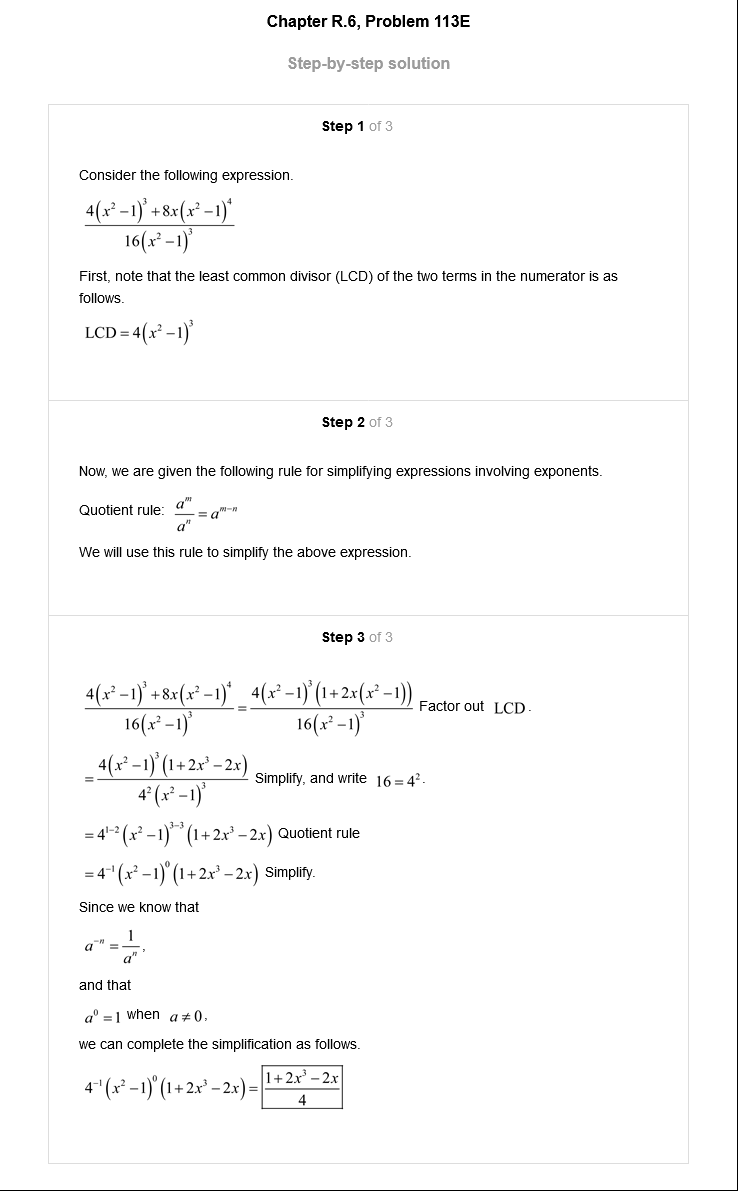 Chapter R.6, Problem 113E
Step-by-step solution
Step 1 of 3
Consider the following expression.
\frac{4(x^2-1)^3+8x(x^2-1)^4}{16(x^2-1)^3}
First, note that the least common divisor (LCD) of the two terms in the numerator is as
follows.
LCD = 4(x^2-1)^3
Step 2 of 3
Now, we are given the following rule for simplifying expressions involving exponents.
Quotient rule: \frac{a^m}{a^n} = a^{m-n}
We will use this rule to simplify the above expression.
Step 3 of 3
\frac{4(x^2-1)^3+8x(x^2-1)^4}{16(x^2-1)^3} = \frac{4(x^2-1)^3(1+2x(x^2-1))}{16(x^2-1)^3} Factor out LCD.
= \frac{4(x^2-1)^3(1+2x^3-2x)}{4^2(x^2-1)^3} Simplify, and write 16 = 4^2.
= 4^{1-2}(x^2-1)^{3-3}(1+2x^3-2x) Quotient rule
= 4^{-1}(x^2-1)^0(1+2x^3-2x) Simplify.
Since we know that
a^{-n} = \frac{1}{a^n},
and that
a^0 = 1 when a ≠ 0,
we can complete the simplification as follows.
4^{-1}(x^2-1)^0(1+2x^3-2x) = \frac{1+2x^3-2x}{4}